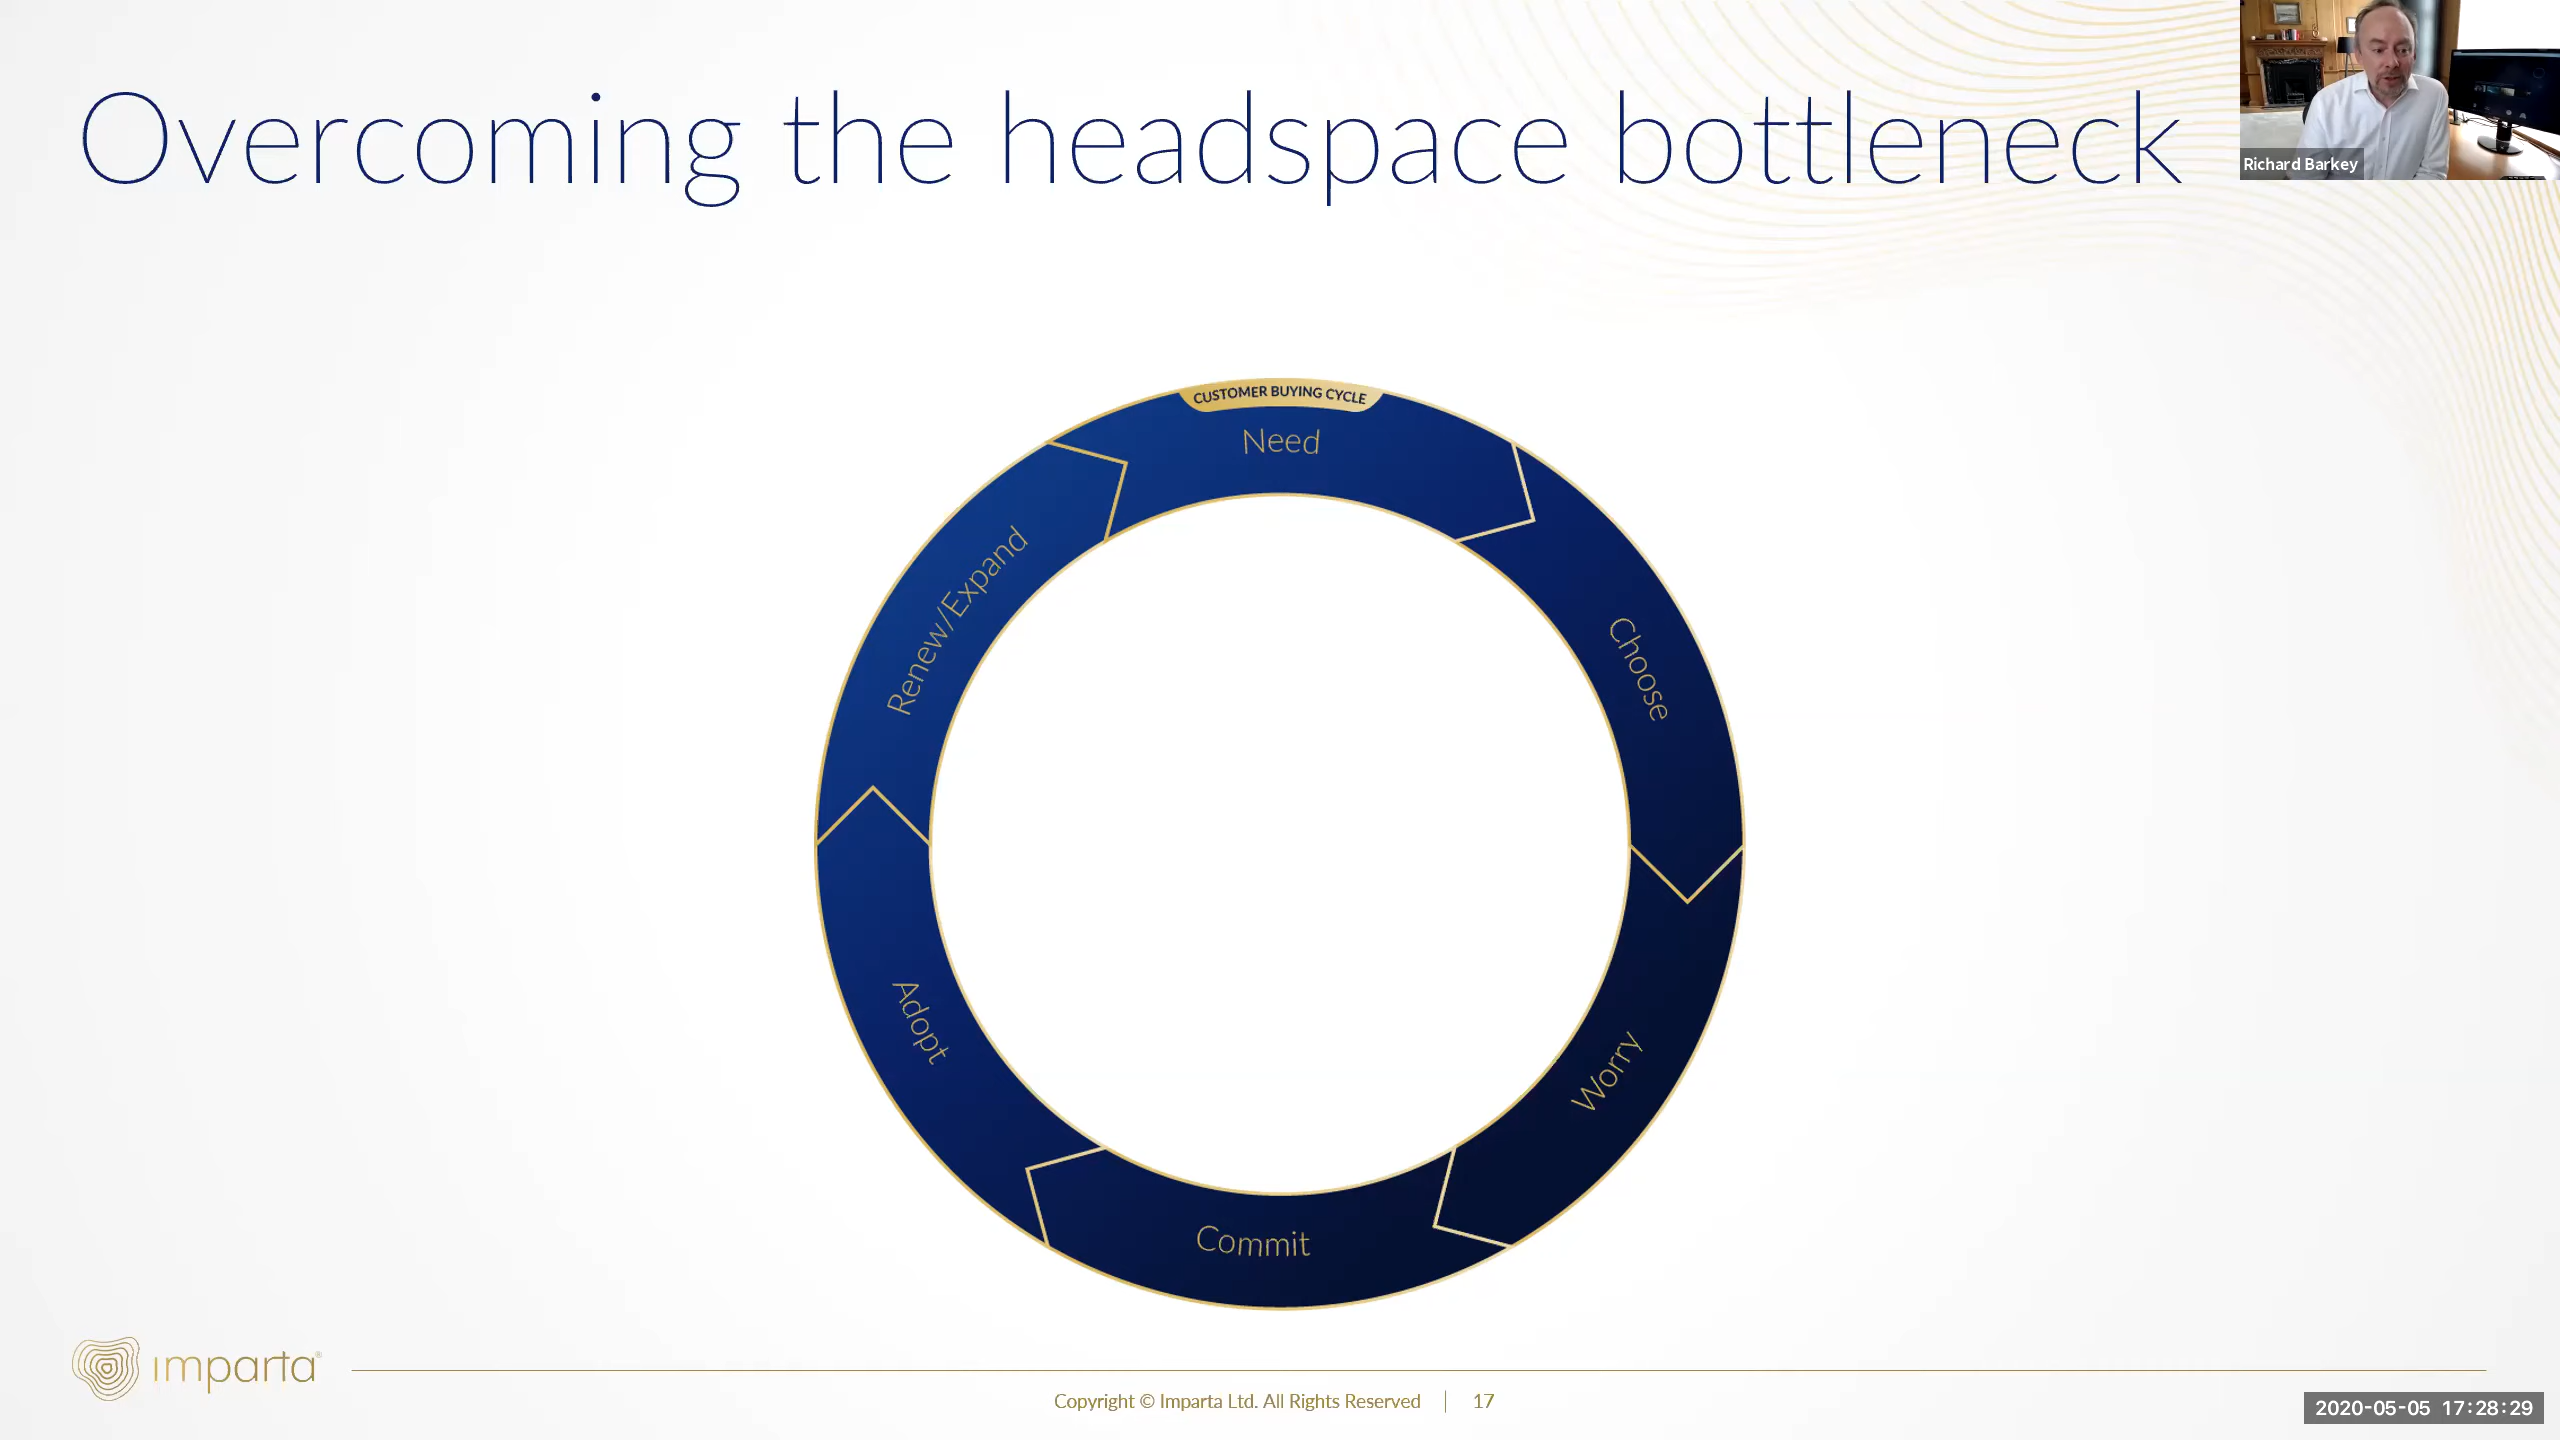 Overcoming the headspace bottleneck
Richard Barkey
CUSTOMER BUYING CYCLE
Need
Choose
Worry
Commit
Adopt
Renew/Expand
imparta®
Copyright © Imparta Ltd. All Rights Reserved | 17
2020-05-05 17:28:29